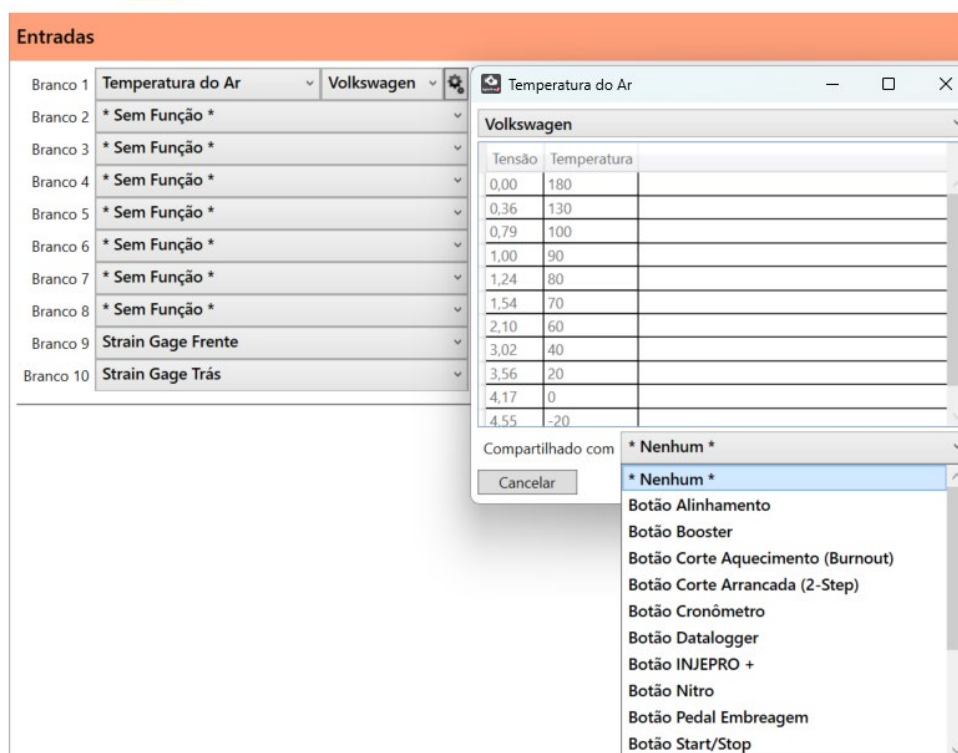 Entradas
Branco 1 Temperatura do Ar Volkswagen
Branco 2 * Sem Função *
Branco 3 * Sem Função *
Branco 4 * Sem Função *
Branco 5 * Sem Função *
Branco 6 * Sem Função *
Branco 7 * Sem Função *
Branco 8 * Sem Função *
Branco 9 Strain Gage Frente
Branco 10 Strain Gage Trás
Temperatura do Ar
Volkswagen
Tensão Temperatura
0,00 180
0,36 130
0,79 100
1,00 90
1,24 80
1,54 70
2,10 60
3,02 40
3,56 20
4,17 0
4,55 -20
Compartilhado com * Nenhum *
Cancelar
* Nenhum *
Botão Alinhamento
Botão Booster
Botão Corte Aquecimento (Burnout)
Botão Corte Arrancada (2-Step)
Botão Cronômetro
Botão Datalogger
Botão INJEPRO +
Botão Nitro
Botão Pedal Embreagem
Botão Start/Stop